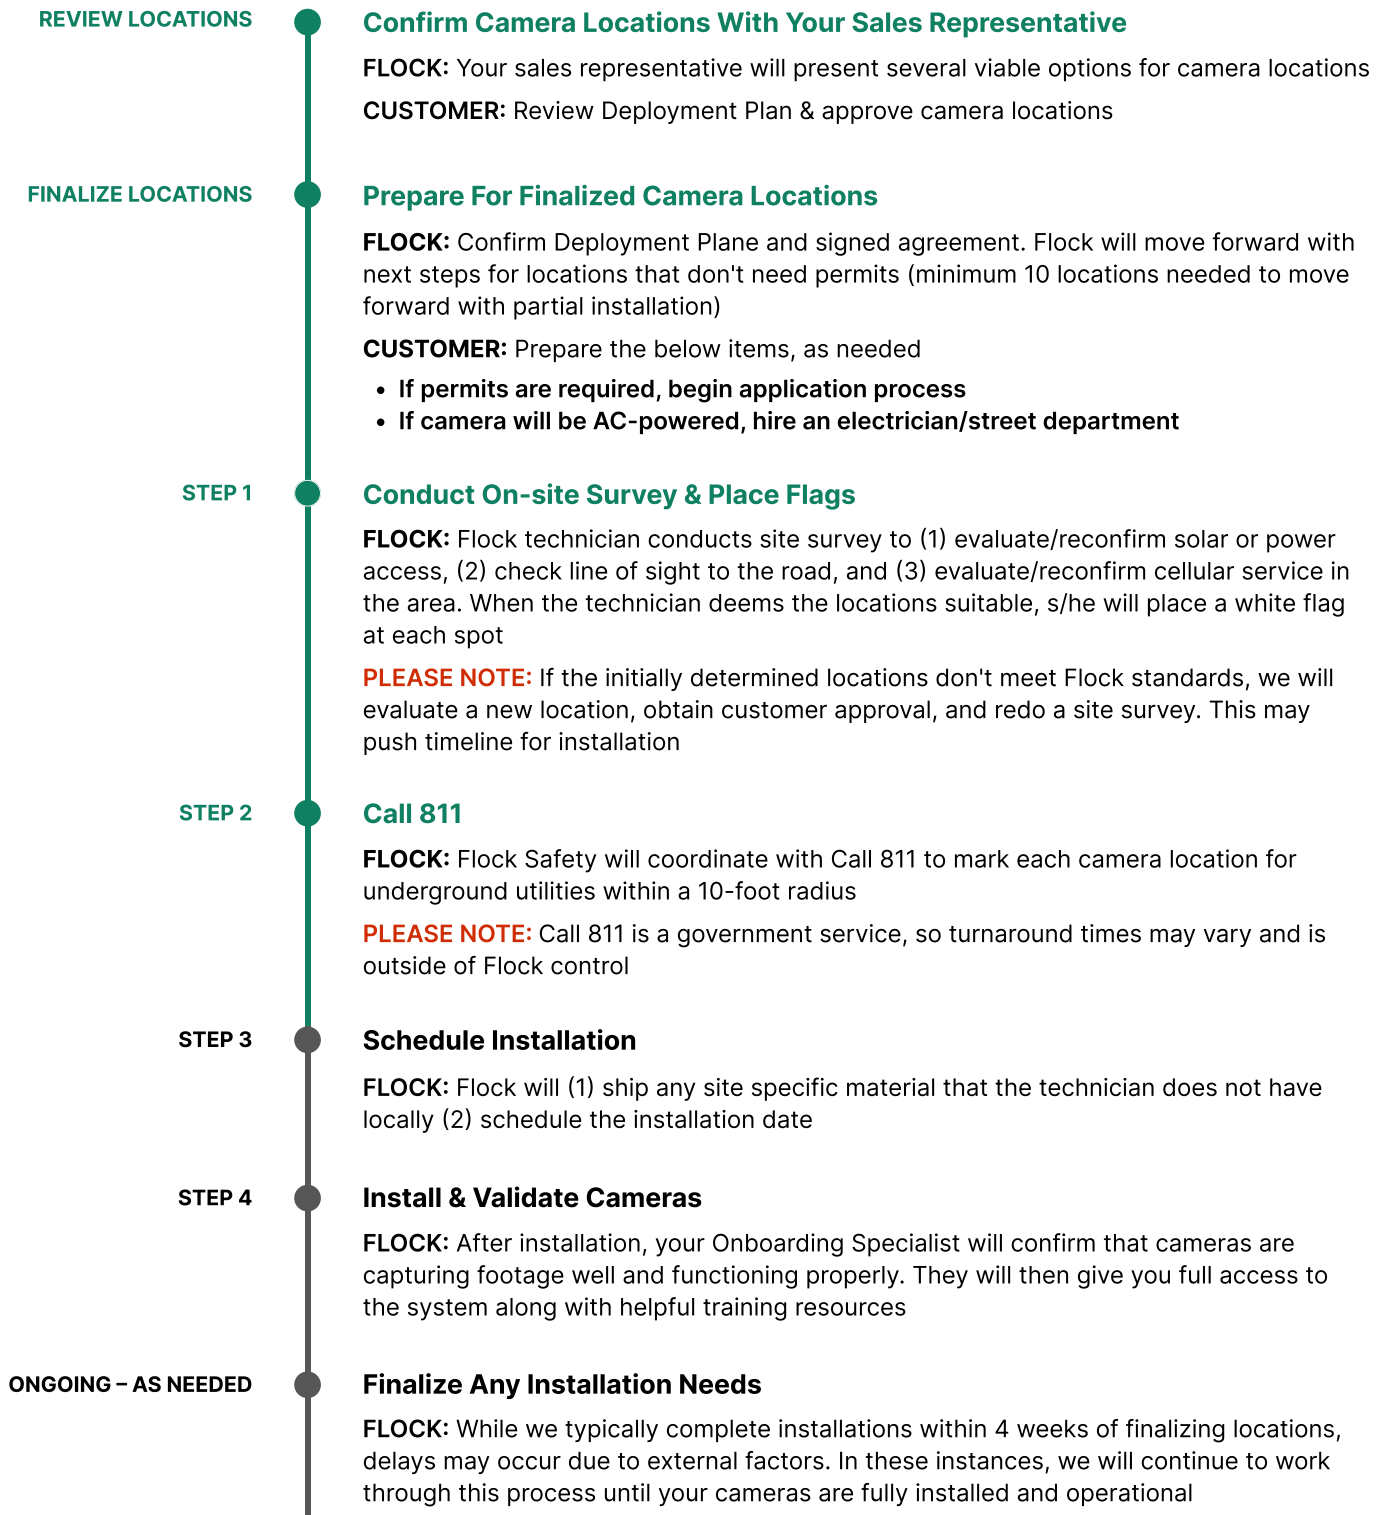 REVIEW LOCATIONS
Confirm Camera Locations With Your Sales Representative
FLOCK: Your sales representative will present several viable options for camera locations
CUSTOMER: Review Deployment Plan & approve camera locations
FINALIZE LOCATIONS
Prepare For Finalized Camera Locations
FLOCK: Confirm Deployment Plane and signed agreement. Flock will move forward with
next steps for locations that don't need permits (minimum 10 locations needed to move
forward with partial installation)
CUSTOMER: Prepare the below items, as needed
• If permits are required, begin application process
• If camera will be AC-powered, hire an electrician/street department
STEP 1
Conduct On-site Survey & Place Flags
FLOCK: Flock technician conducts site survey to (1) evaluate/reconfirm solar or power
access, (2) check line of sight to the road, and (3) evaluate/reconfirm cellular service in
the area. When the technician deems the locations suitable, s/he will place a white flag
at each spot
PLEASE NOTE: If the initially determined locations don't meet Flock standards, we will
evaluate a new location, obtain customer approval, and redo a site survey. This may
push timeline for installation
STEP 2
Call 811
FLOCK: Flock Safety will coordinate with Call 811 to mark each camera location for
underground utilities within a 10-foot radius
PLEASE NOTE: Call 811 is a government service, so turnaround times may vary and is
outside of Flock control
STEP 3
Schedule Installation
FLOCK: Flock will (1) ship any site specific material that the technician does not have
locally (2) schedule the installation date
STEP 4
Install & Validate Cameras
FLOCK: After installation, your Onboarding Specialist will confirm that cameras are
capturing footage well and functioning properly. They will then give you full access to
the system along with helpful training resources
ONGOING – AS NEEDED
Finalize Any Installation Needs
FLOCK: While we typically complete installations within 4 weeks of finalizing locations,
delays may occur due to external factors. In these instances, we will continue to work
through this process until your cameras are fully installed and operational